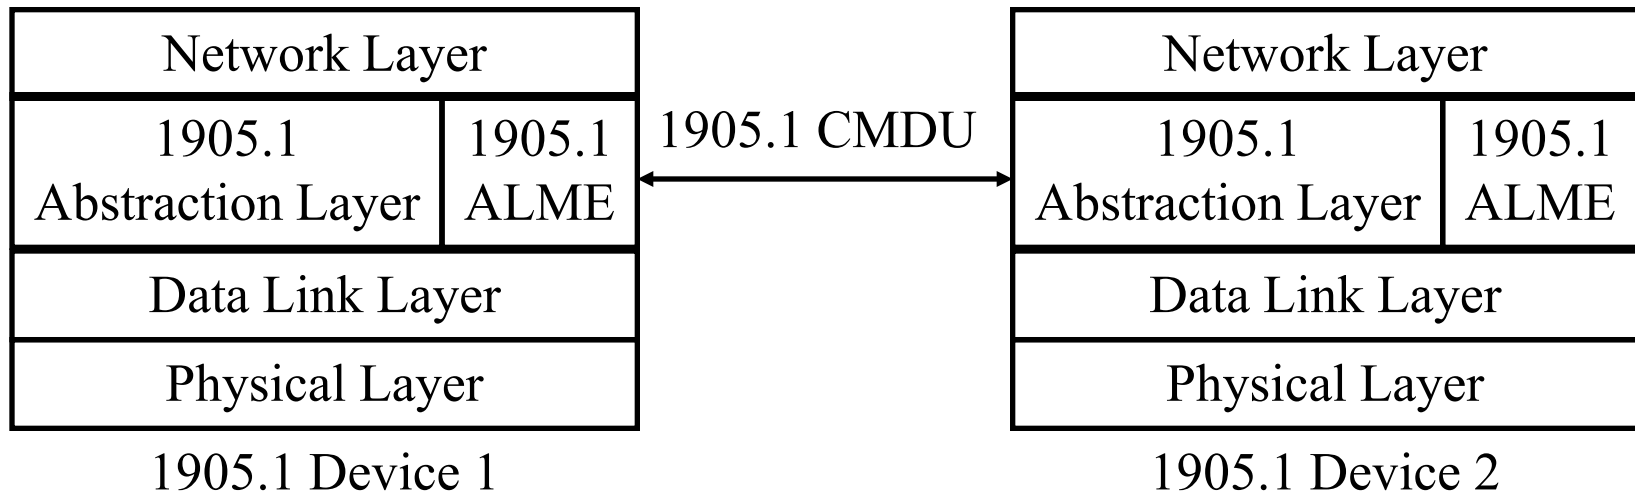 Network Layer
1905.1
Abstraction Layer
1905.1
ALME
Data Link Layer
Physical Layer
1905.1 Device 1
1905.1 CMDU
Network Layer
1905.1
Abstraction Layer
1905.1
ALME
Data Link Layer
Physical Layer
1905.1 Device 2